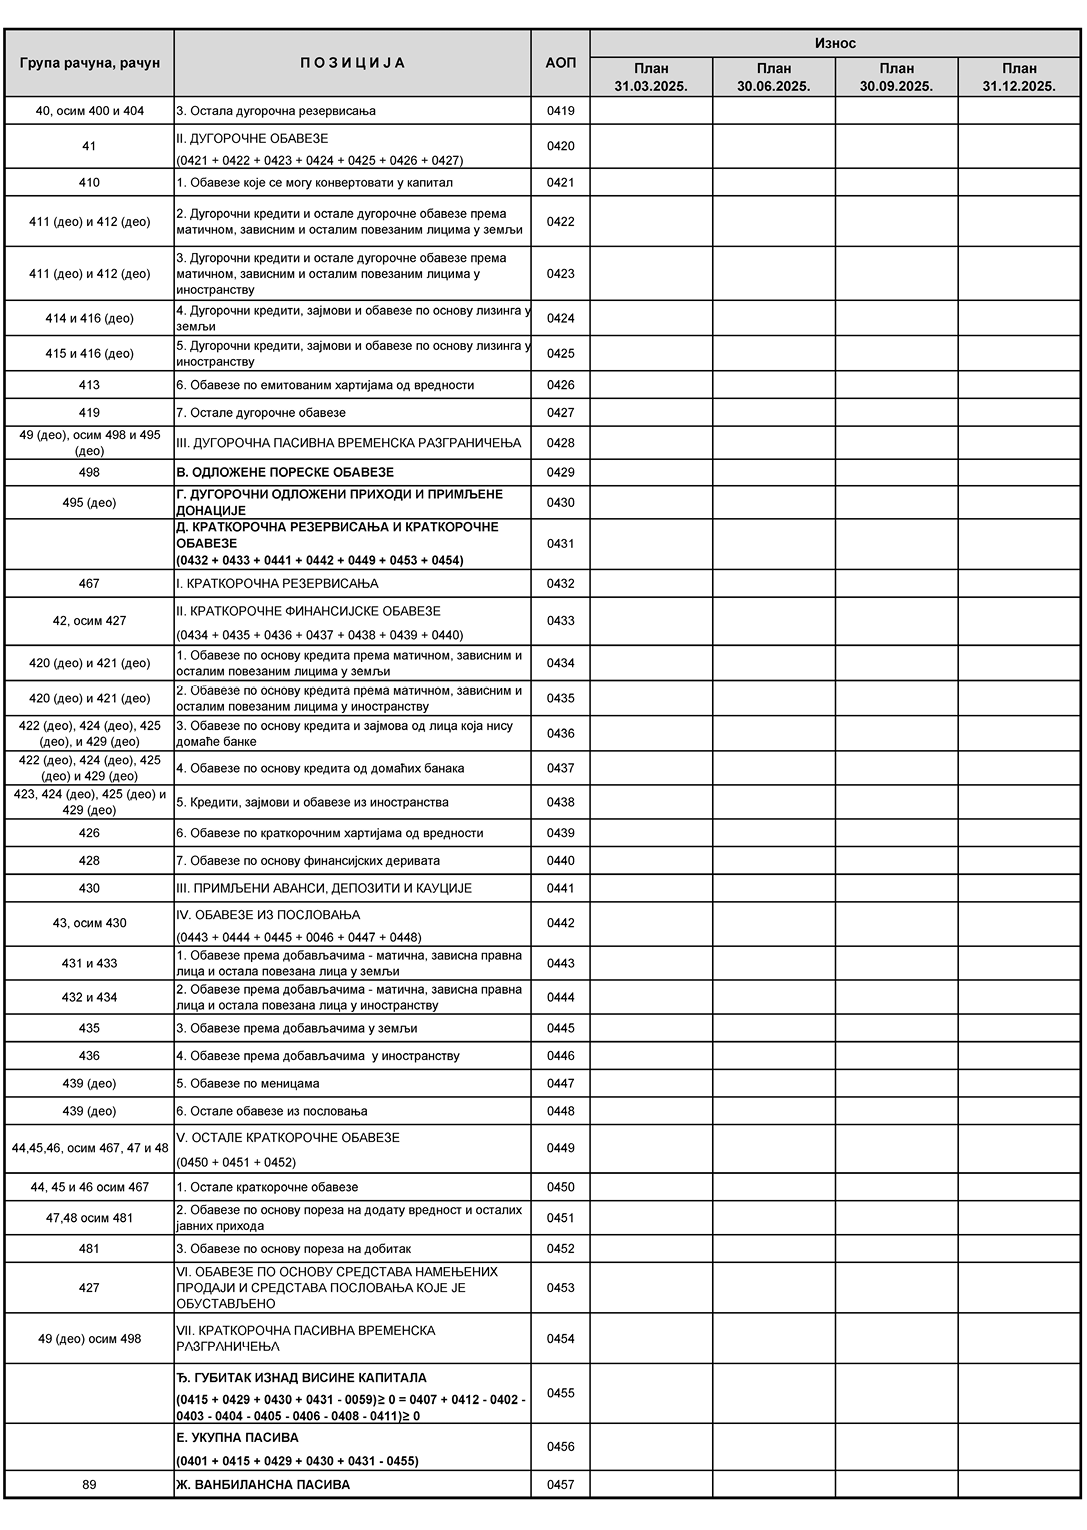 Група рачуна, рачун
П О З И Ц И Ј А
АОП
Износ
План
31.03.2025.
План
30.06.2025.
План
30.09.2025.
План
31.12.2025.
40, осим 400 и 404
3. Остала дугорочна резервисања
0419
41
II. ДУГОРОЧНЕ ОБАВЕЗЕ
(0421 + 0422 + 0423 + 0424 + 0425 + 0426 + 0427)
0420
410
1. Обавезе које се могу конвертовати у капитал
0421
411 (део) и 412 (део)
2. Дугорочни кредити и остале дугорочне обавезе према
матичном, зависним и осталим повезаним лицима у земљи
0422
411 (део) и 412 (део)
3. Дугорочни кредити и остале дугорочне обавезе према
матичном, зависним и осталим повезаним лицима у
иностранству
0423
414 и 416 (део)
4. Дугорочни кредити, зајмови и обавезе по основу лизинга у
земљи
0424
415 и 416 (део)
5. Дугорочни кредити, зајмови и обавезе по основу лизинга у
иностранству
0425
413
6. Обавезе по емитованим хартијама од вредности
0426
419
7. Остале дугорочне обавезе
0427
49 (део), осим 498 и 495
(део)
III. ДУГОРОЧНА ПАСИВНА ВРЕМЕНСКА РАЗГРАНИЧЕЊА
0428
498
В. ОДЛОЖЕНЕ ПОРЕСКЕ ОБАВЕЗЕ
0429
495 (део)
Г. ДУГОРОЧНИ ОДЛОЖЕНИ ПРИХОДИ И ПРИМЉЕНЕ
ДОНАЦИЈЕ
0430
Д. КРАТКОРОЧНА РЕЗЕРВИСАЊА И КРАТКОРОЧНЕ
ОБАВЕЗЕ
(0432 + 0433 + 0441 + 0442 + 0449 + 0453 + 0454)
0431
467
I. КРАТКОРОЧНА РЕЗЕРВИСАЊА
0432
42, осим 427
II. КРАТКОРОЧНЕ ФИНАНСИЈСКЕ ОБАВЕЗЕ
(0434 + 0435 + 0436 + 0437 + 0438 + 0439 + 0440)
0433
420 (део) и 421 (део)
1. Обавезе по основу кредита према матичном, зависним и
осталим повезаним лицима у земљи
0434
420 (део) и 421 (део)
2. Обавезе по основу кредита према матичном, зависним и
осталим повезаним лицима у иностранству
0435
422 (део), 424 (део), 425
(део), и 429 (део)
3. Обавезе по основу кредита и зајмова од лица која нису
домаће банке
0436
422 (део), 424 (део), 425
(део) и 429 (део)
4. Обавезе по основу кредита од домаћих банака
0437
423, 424 (део), 425 (део) и
429 (део)
5. Кредити, зајмови и обавезе из иностранства
0438
426
6. Обавезе по краткорочним хартијама од вредности
0439
428
7. Обавезе по основу финансијских деривата
0440
430
III. ПРИМЉЕНИ АВАНСИ, ДЕПОЗИТИ И КАУЦИЈЕ
0441
43, осим 430
IV. ОБАВЕЗЕ ИЗ ПОСЛОВАЊА
(0443 + 0444 + 0445 + 0046 + 0447 + 0448)
0442
431 и 433
1. Обавезе према добављачима - матична, зависна правна
лица и остала повезана лица у земљи
0443
432 и 434
2. Обавезе према добављачима - матична, зависна правна
лица и остала повезана лица у иностранству
0444
435
3. Обавезе према добављачима у земљи
0445
436
4. Обавезе према добављачима  у иностранству
0446
439 (део)
5. Обавезе по меницама
0447
439 (део)
6. Остале обавезе из пословања
0448
44,45,46, осим 467, 47 и 48
V. ОСТАЛЕ КРАТКОРОЧНЕ ОБАВЕЗЕ
(0450 + 0451 + 0452)
0449
44, 45 и 46 осим 467
1. Остале краткорочне обавезе
0450
47,48 осим 481
2. Обавезе по основу пореза на додату вредност и осталих
јавних прихода
0451
481
3. Обавезе по основу пореза на добитак
0452
427
VI. ОБАВЕЗЕ ПО ОСНОВУ СРЕДСТАВА НАМЕЊЕНИХ
ПРОДАЈИ И СРЕДСТАВА ПОСЛОВАЊА КОЈЕ ЈЕ
ОБУСТАВЉЕНО
0453
49 (део) осим 498
VII. КРАТКОРОЧНА ПАСИВНА ВРЕМЕНСКА
РАЗГРАНИЧЕЊА
0454
Ђ. ГУБИТАК ИЗНАД ВИСИНЕ КАПИТАЛА
(0415 + 0429 + 0430 + 0431 - 0059)≥ 0 = 0407 + 0412 - 0402 -
0403 - 0404 - 0405 - 0406 - 0408 - 0411)≥ 0
0455
Е. УКУПНА ПАСИВА
(0401 + 0415 + 0429 + 0430 + 0431 - 0455)
0456
89
Ж. ВАНБИЛАНСНА ПАСИВА
0457